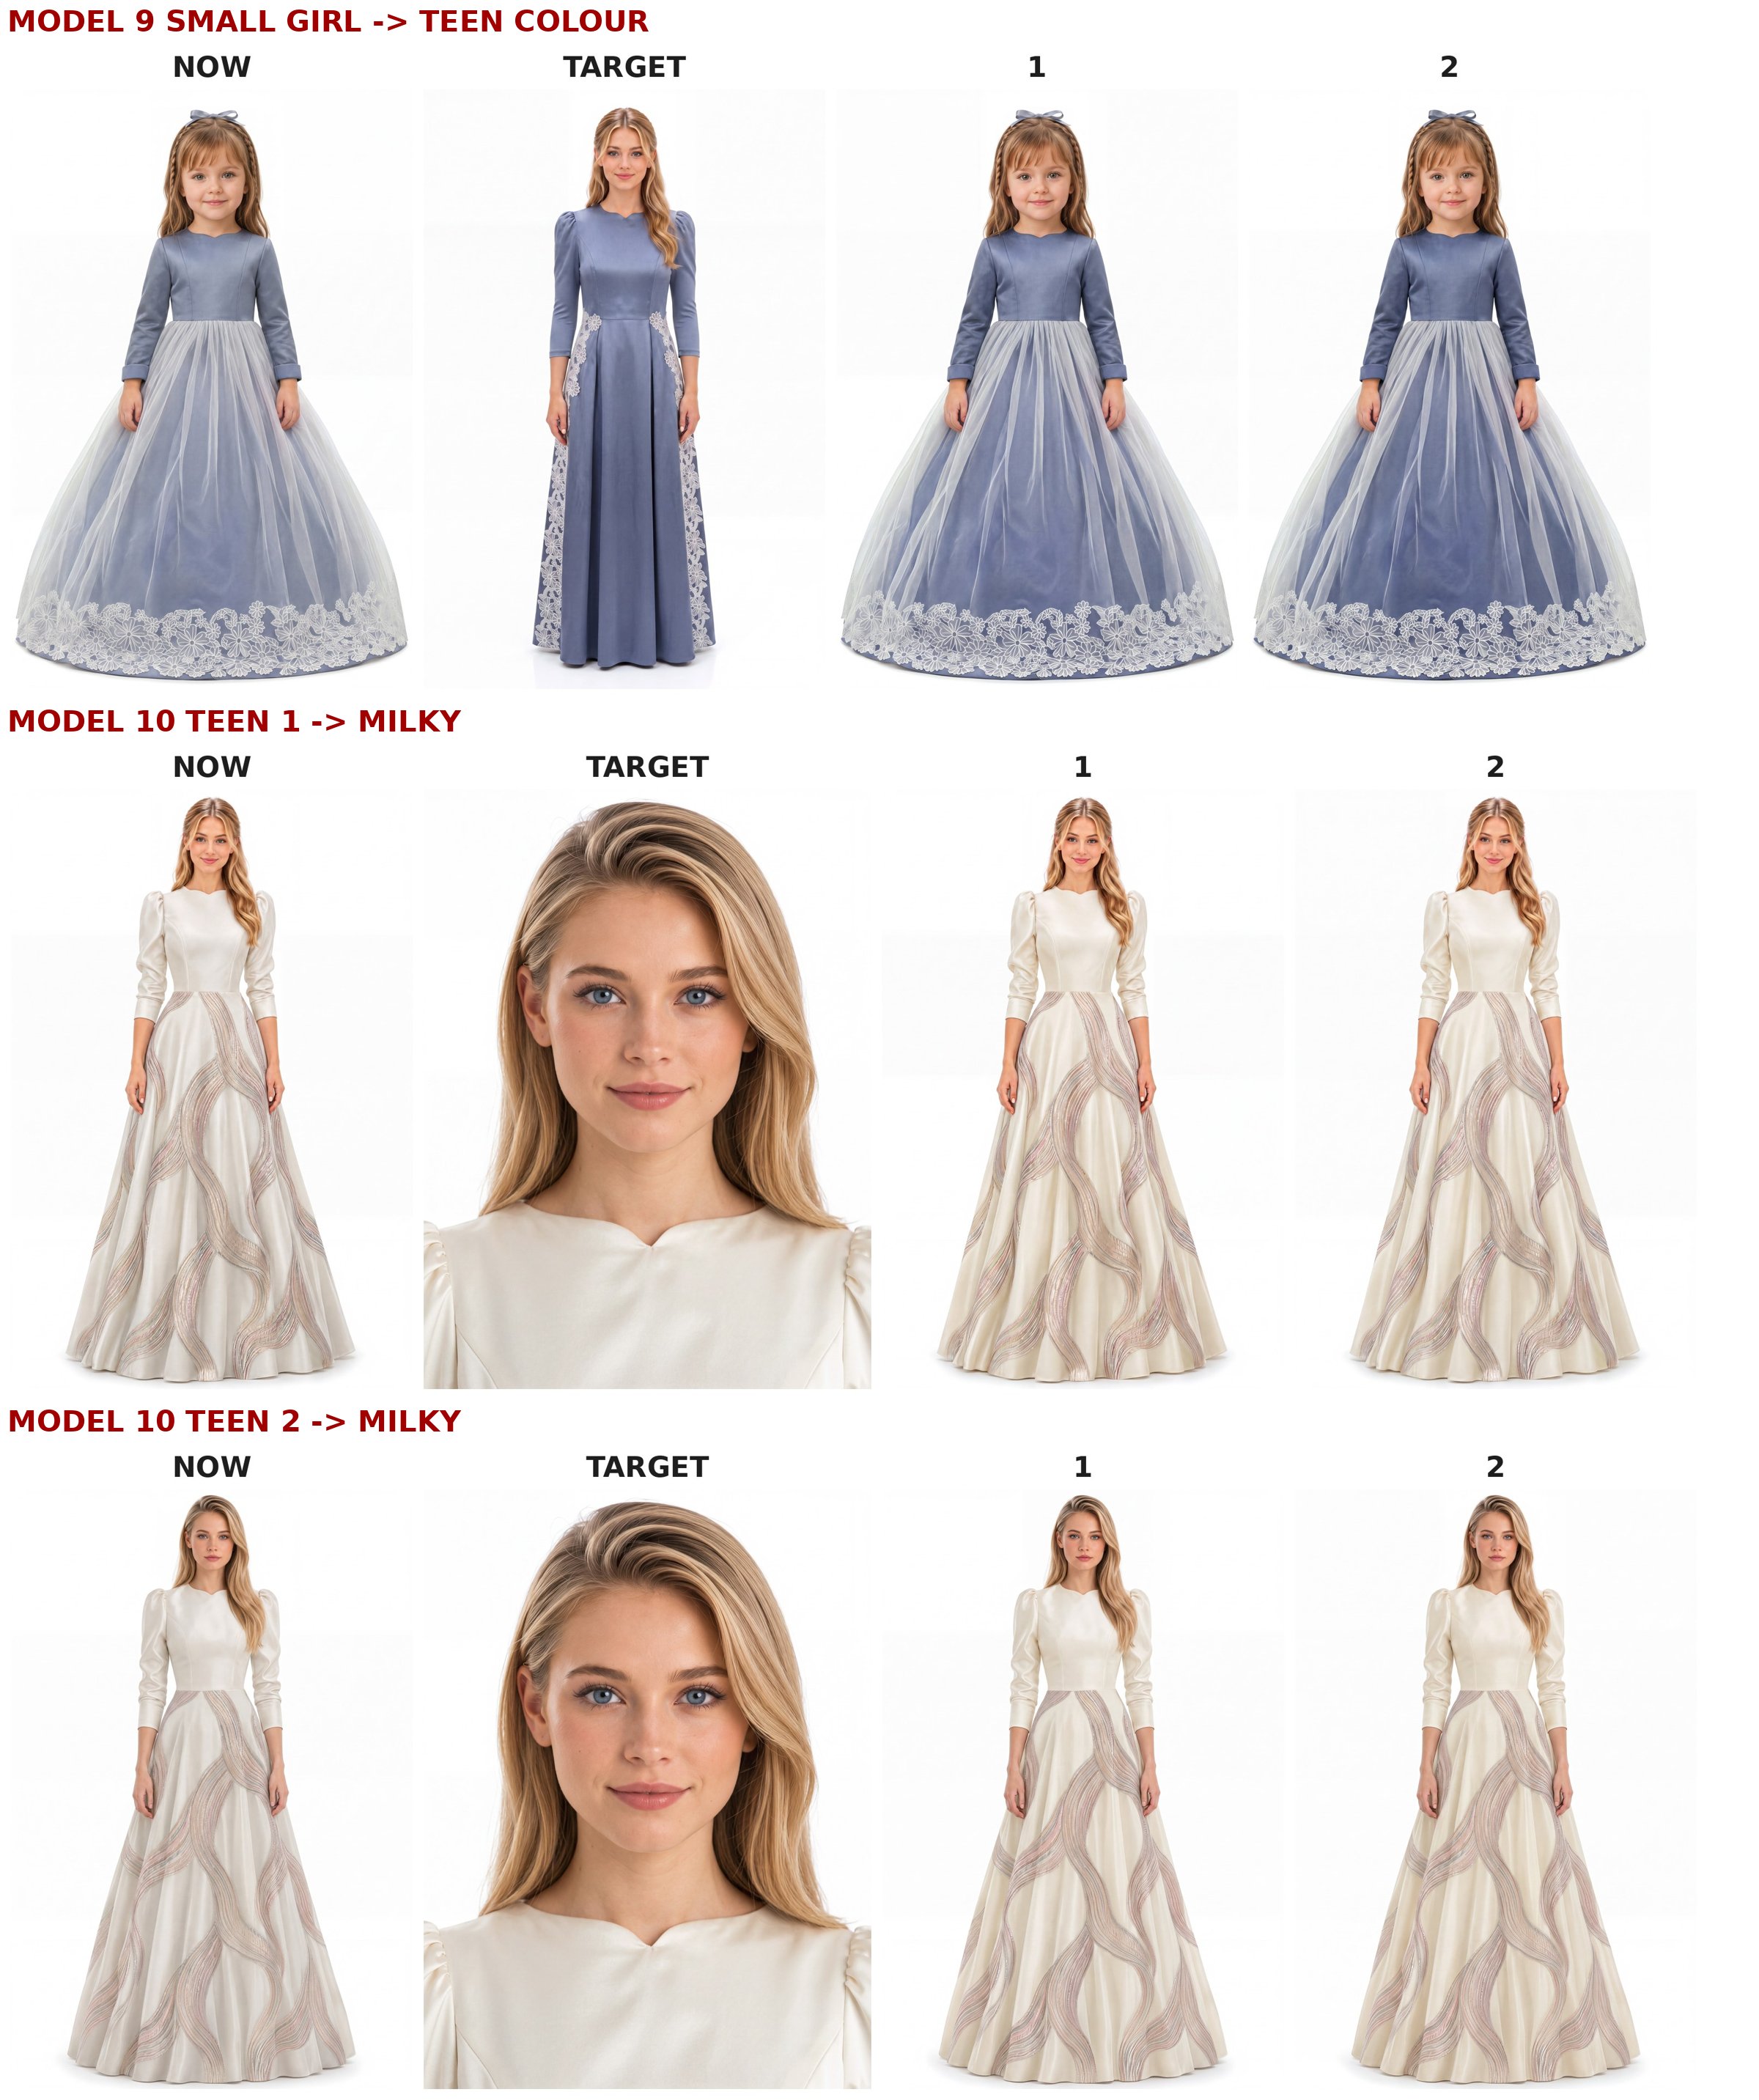 MODEL 9 SMALL GIRL -> TEEN COLOUR
NOW TARGET 1 2
MODEL 10 TEEN 1 -> MILKY
NOW TARGET 1 2
MODEL 10 TEEN 2 -> MILKY
NOW TARGET 1 2